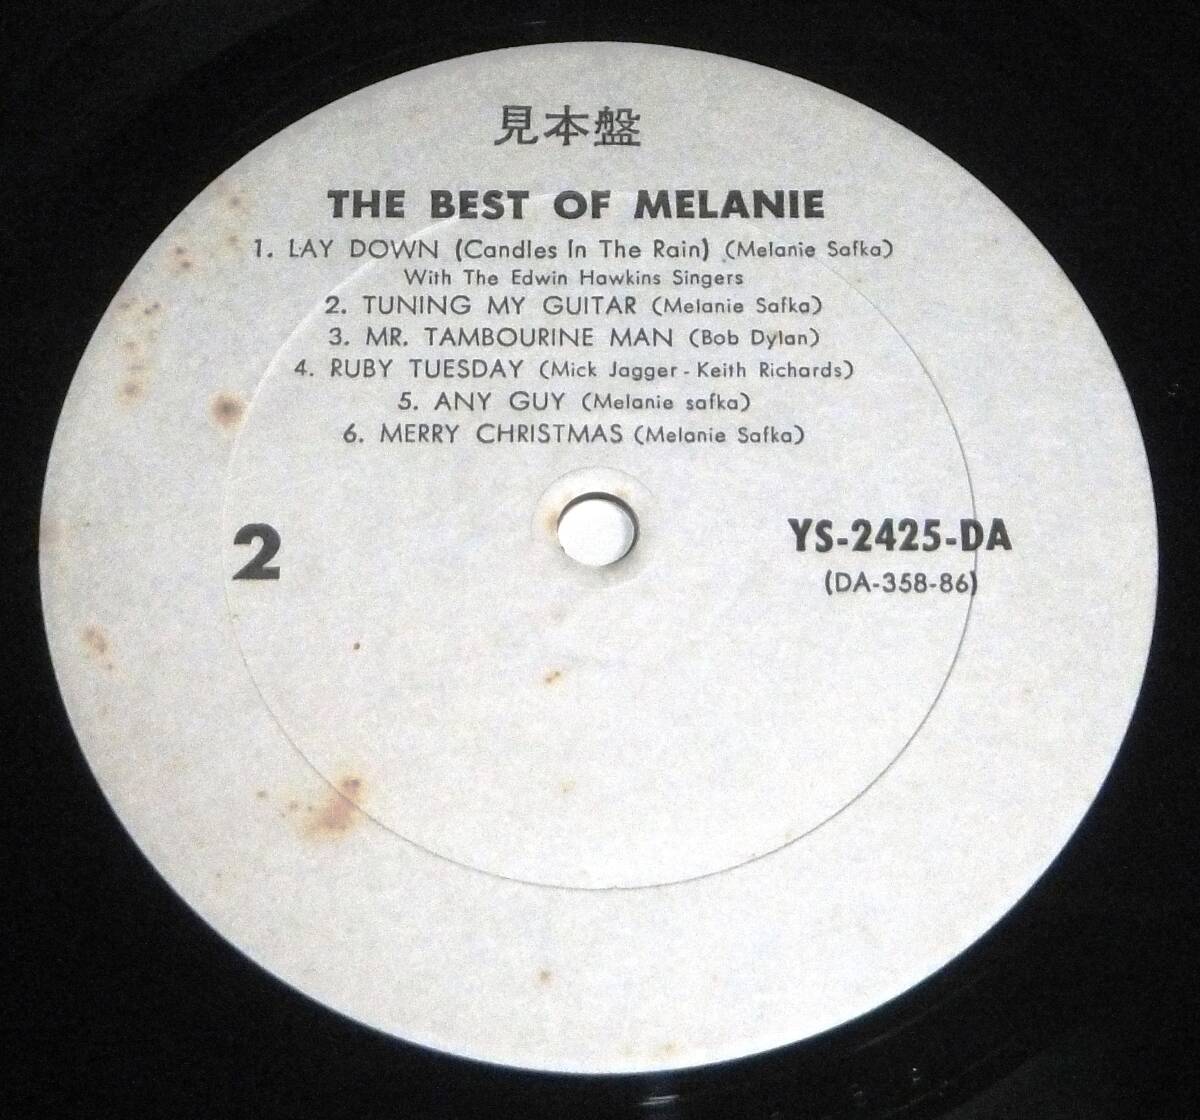 見本盤
THE BEST OF MELANIE
1. LAY DOWN (Candles In The Rain) (Melanie Safka)
With The Edwin Hawkins Singers
2. TUNING MY GUITAR (Melanie Safka)
3. MR. TAMBOURINE MAN (Bob Dylan)
4. RUBY TUESDAY (Mick Jagger - Keith Richards)
5. ANY GUY (Melanie safka)
6. MERRY CHRISTMAS (Melanie Safka)
2
YS-2425-DA
(DA-358-86)